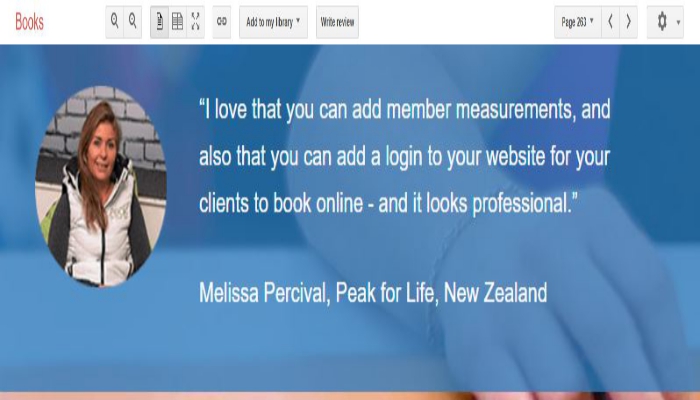 Books
Add to my library
Write review
Page 263
“I love that you can add member measurements, and
also that you can add a login to your website for your
clients to book online - and it looks professional.”
Melissa Percival, Peak for Life, New Zealand